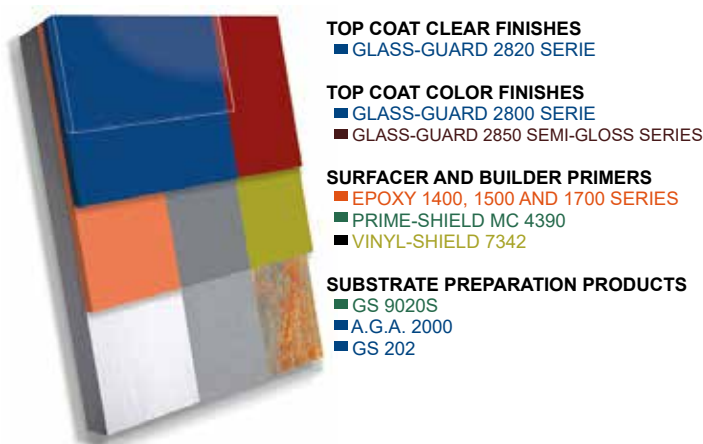 TOP COAT CLEAR FINISHES
GLASS-GUARD 2820 SERIE
TOP COAT COLOR FINISHES
GLASS-GUARD 2800 SERIE
GLASS-GUARD 2850 SEMI-GLOSS SERIES
SURFACER AND BUILDER PRIMERS
EPOXY 1400, 1500 AND 1700 SERIES
PRIME-SHIELD MC 4390
VINYL-SHIELD 7342
SUBSTRATE PREPARATION PRODUCTS
GS 9020S
A.G.A. 2000
GS 202